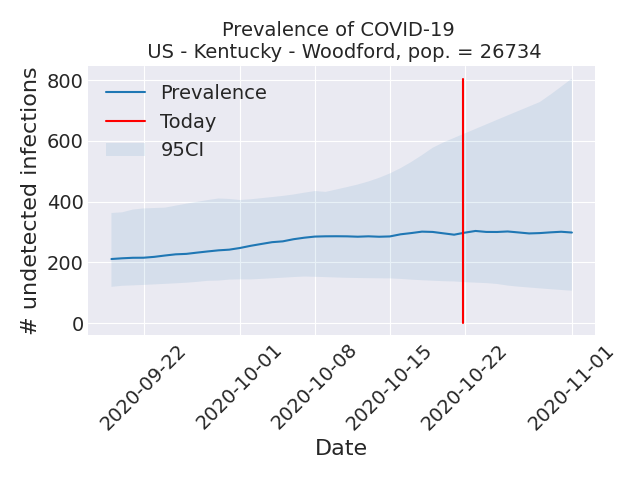 Prevalence of COVID-19
US - Kentucky - Woodford, pop. = 26734
800
600
400
200
0
# undetected infections
Prevalence
Today
95CI
2020-09-22
2020-10-01
2020-10-08
2020-10-15
2020-10-22
2020-11-01
Date